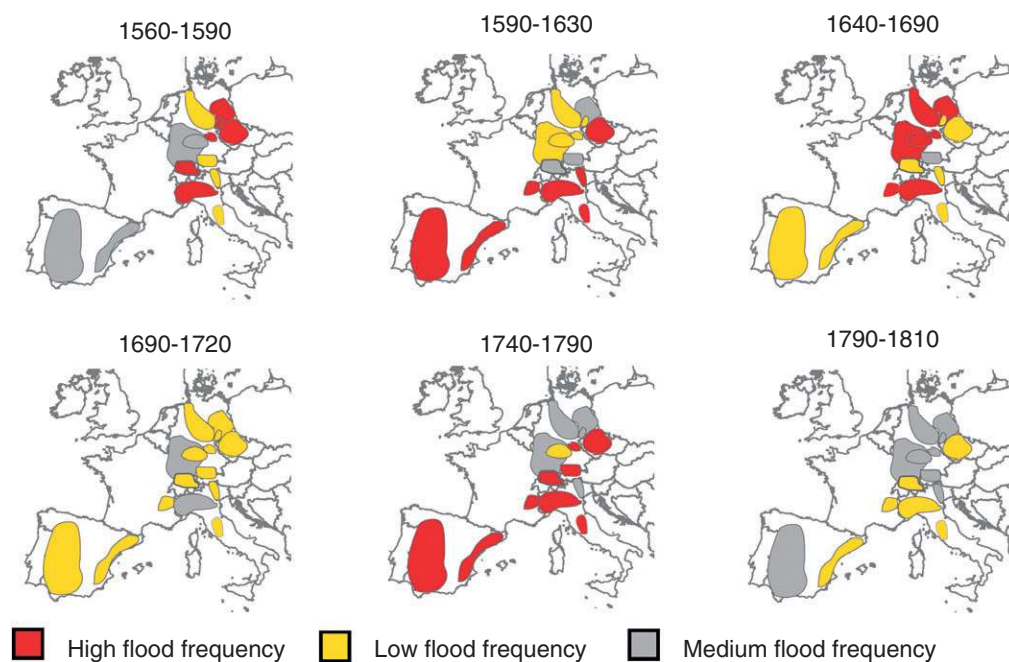 1560-1590
1590-1630
1640-1690
1690-1720
1740-1790
1790-1810
High flood frequency
Low flood frequency
Medium flood frequency